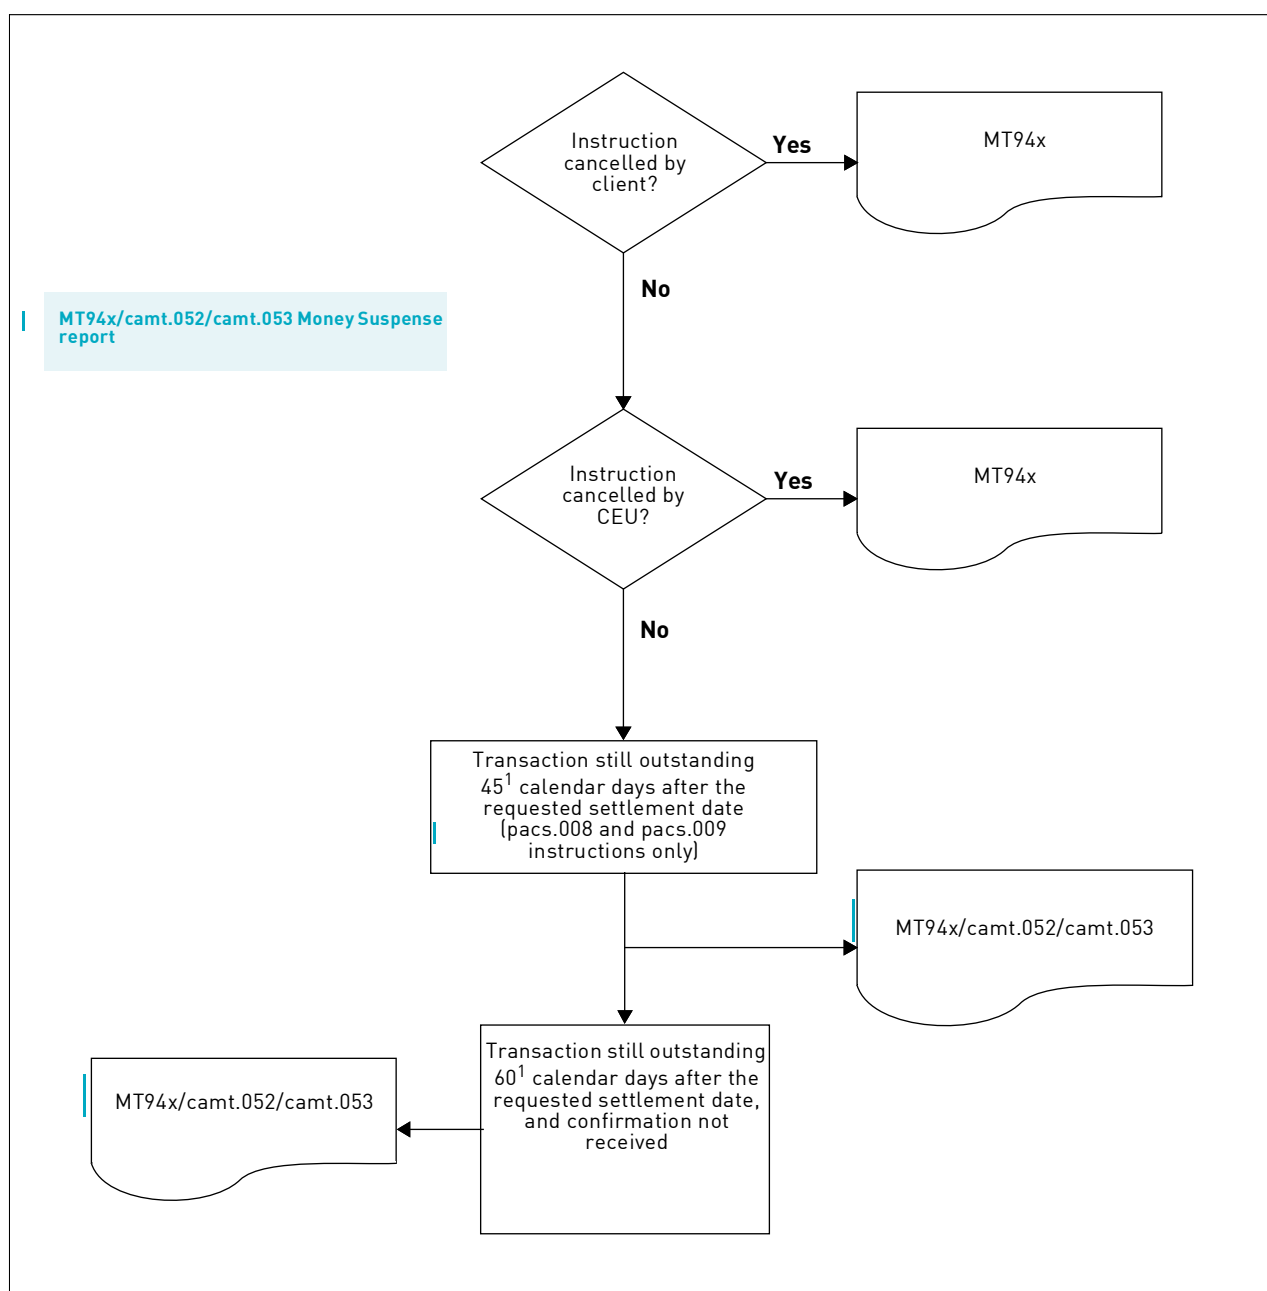 Instruction
cancelled by
client?
Yes
MT94x
No
MT94x/camt.052/camt.053 Money Suspense
report
Instruction
cancelled by
CEU?
Yes
MT94x
No
Transaction still outstanding
45¹ calendar days after the
requested settlement date
(pacs.008 and pacs.009
instructions only)
MT94x/camt.052/camt.053
Transaction still outstanding
60¹ calendar days after the
requested settlement date,
and confirmation not
received
MT94x/camt.052/camt.053